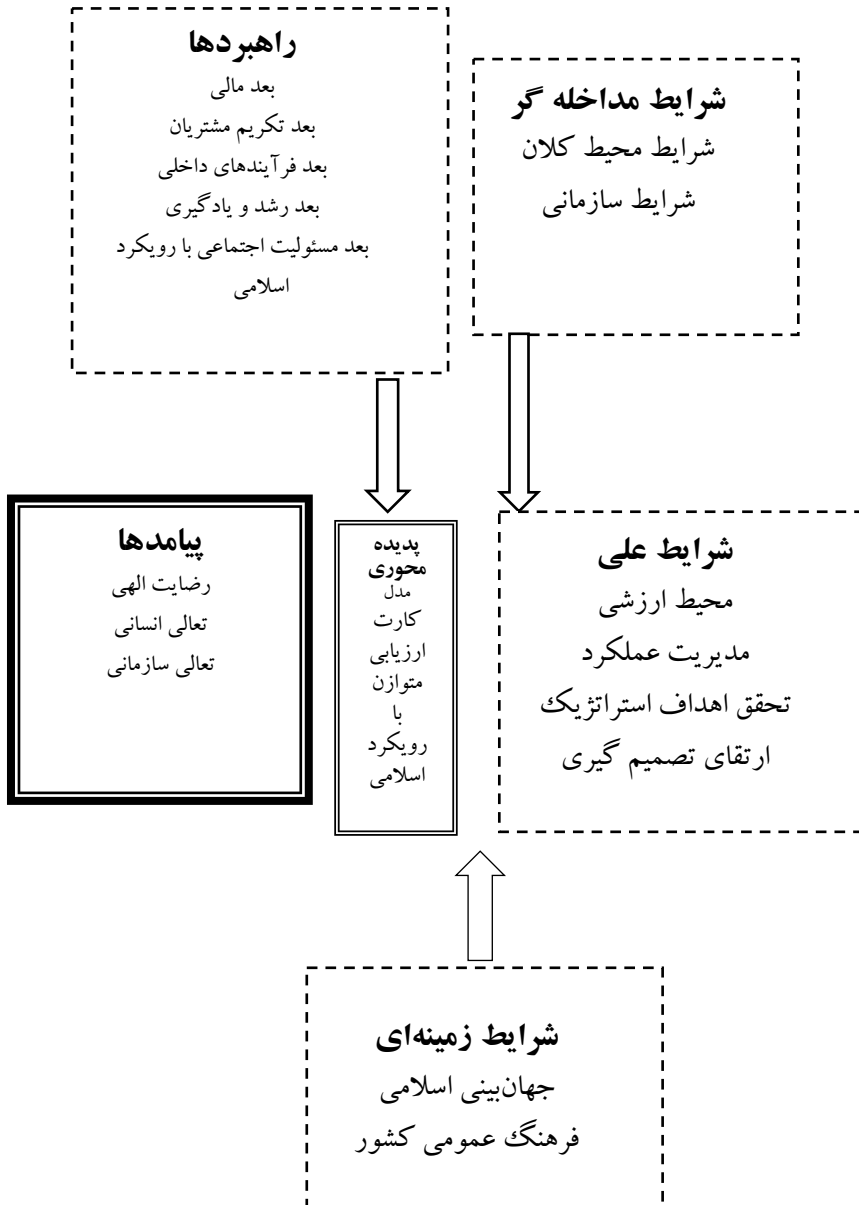 شرایط مداخله گر
شرایط محیط کلان
شرایط سازمانی
راهبردها
بعد مالی
بعد تکریم مشتریان
بعد فرآیندهای داخلی
بعد رشد و یادگیری
بعد مسئولیت اجتماعی با رویکرد
اسلامی
شرایط علی
محیط ارزشی
مدیریت عملکرد
تحقق اهداف استراتژیک
ارتقای تصمیم گیری
پدیده
محوری
مدل
کارت
ارزیابی
متوازن
با
رویکرد
اسلامی
پیامدها
رضایت الهی
تعالی انسانی
تعالی سازمانی
شرایط زمینه‌ای
جهان‌بینی اسلامی
فرهنگ عمومی کشور